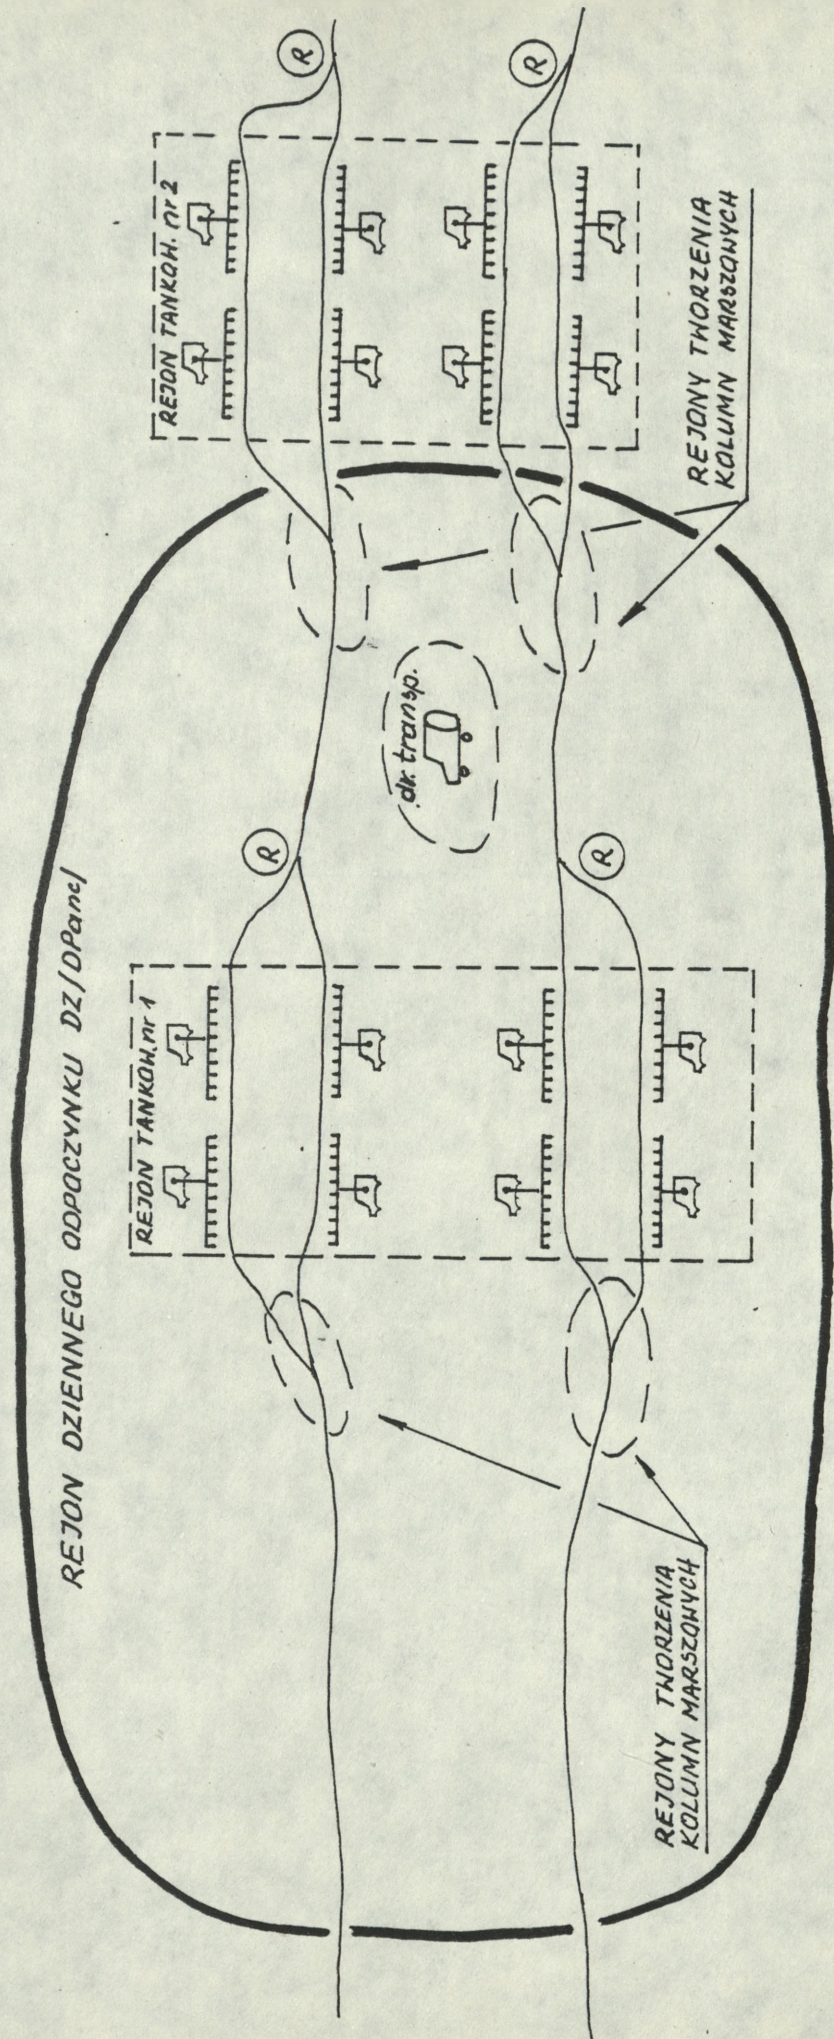 REJON DZIENNEGO ODPOCZYNKU DZ/DPanc/
REJON TANKOW. nr 1
REJON TANKOW. nr 2
R
R
R
R
dr. transp.
REJONY TWORZENIA
KOLUMN MARSZOWYCH
REJONY TWORZENIA
KOLUMN MARSZOWYCH